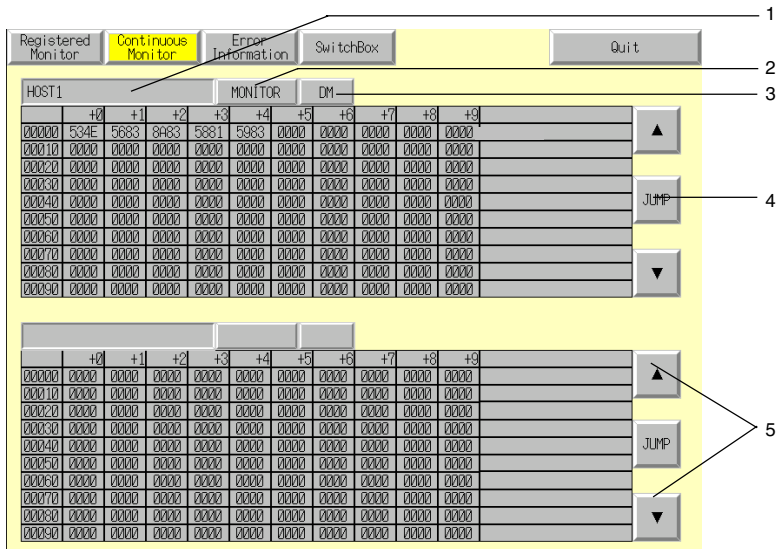 1
Registered Monitor Continuous Monitor Error Information SwitchBox Quit
2
HOST1 MONITOR DM
3
+0 +1 +2 +3 +4 +5 +6 +7 +8 +9
00000 534E 5683 8A83 5881 5983 0000 0000 0000 0000 0000
▲
00010 0000 0000 0000 0000 0000 0000 0000 0000 0000 0000
00020 0000 0000 0000 0000 0000 0000 0000 0000 0000 0000
00030 0000 0000 0000 0000 0000 0000 0000 0000 0000 0000
00040 0000 0000 0000 0000 0000 0000 0000 0000 0000 0000
JUMP 4
00050 0000 0000 0000 0000 0000 0000 0000 0000 0000 0000
00060 0000 0000 0000 0000 0000 0000 0000 0000 0000 0000
00070 0000 0000 0000 0000 0000 0000 0000 0000 0000 0000
00080 0000 0000 0000 0000 0000 0000 0000 0000 0000 0000
▼
00090 0000 0000 0000 0000 0000 0000 0000 0000 0000 0000
+0 +1 +2 +3 +4 +5 +6 +7 +8 +9
00000 0000 0000 0000 0000 0000 0000 0000 0000 0000 0000
▲
00010 0000 0000 0000 0000 0000 0000 0000 0000 0000 0000
00020 0000 0000 0000 0000 0000 0000 0000 0000 0000 0000
00030 0000 0000 0000 0000 0000 0000 0000 0000 0000 0000
5
00040 0000 0000 0000 0000 0000 0000 0000 0000 0000 0000
JUMP
00050 0000 0000 0000 0000 0000 0000 0000 0000 0000 0000
00060 0000 0000 0000 0000 0000 0000 0000 0000 0000 0000
00070 0000 0000 0000 0000 0000 0000 0000 0000 0000 0000
00080 0000 0000 0000 0000 0000 0000 0000 0000 0000 0000
▼
00090 0000 0000 0000 0000 0000 0000 0000 0000 0000 0000